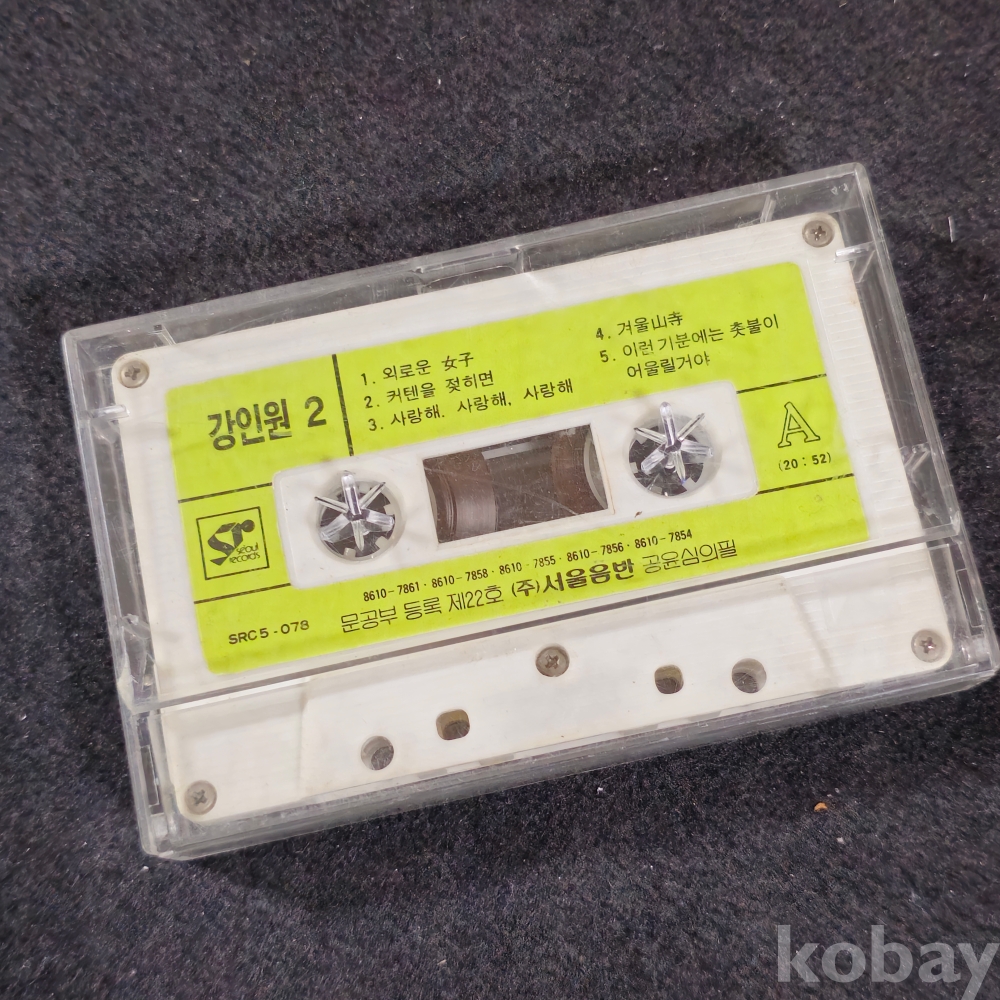 강인원 2
1. 외로운 女子
2. 커텐을 젖히면
3. 사랑해, 사랑해, 사랑해
4. 겨울山寺
5. 이런 기분에는 촛불이
어울릴거야
A
(20 : 52)
seoul
records
8610-7861 · 8610-7858 · 8610-7855 · 8610-7856 · 8610-7854
SRC5-078 문공부 등록 제22호 (주)서울음반 공윤심의필
kobay